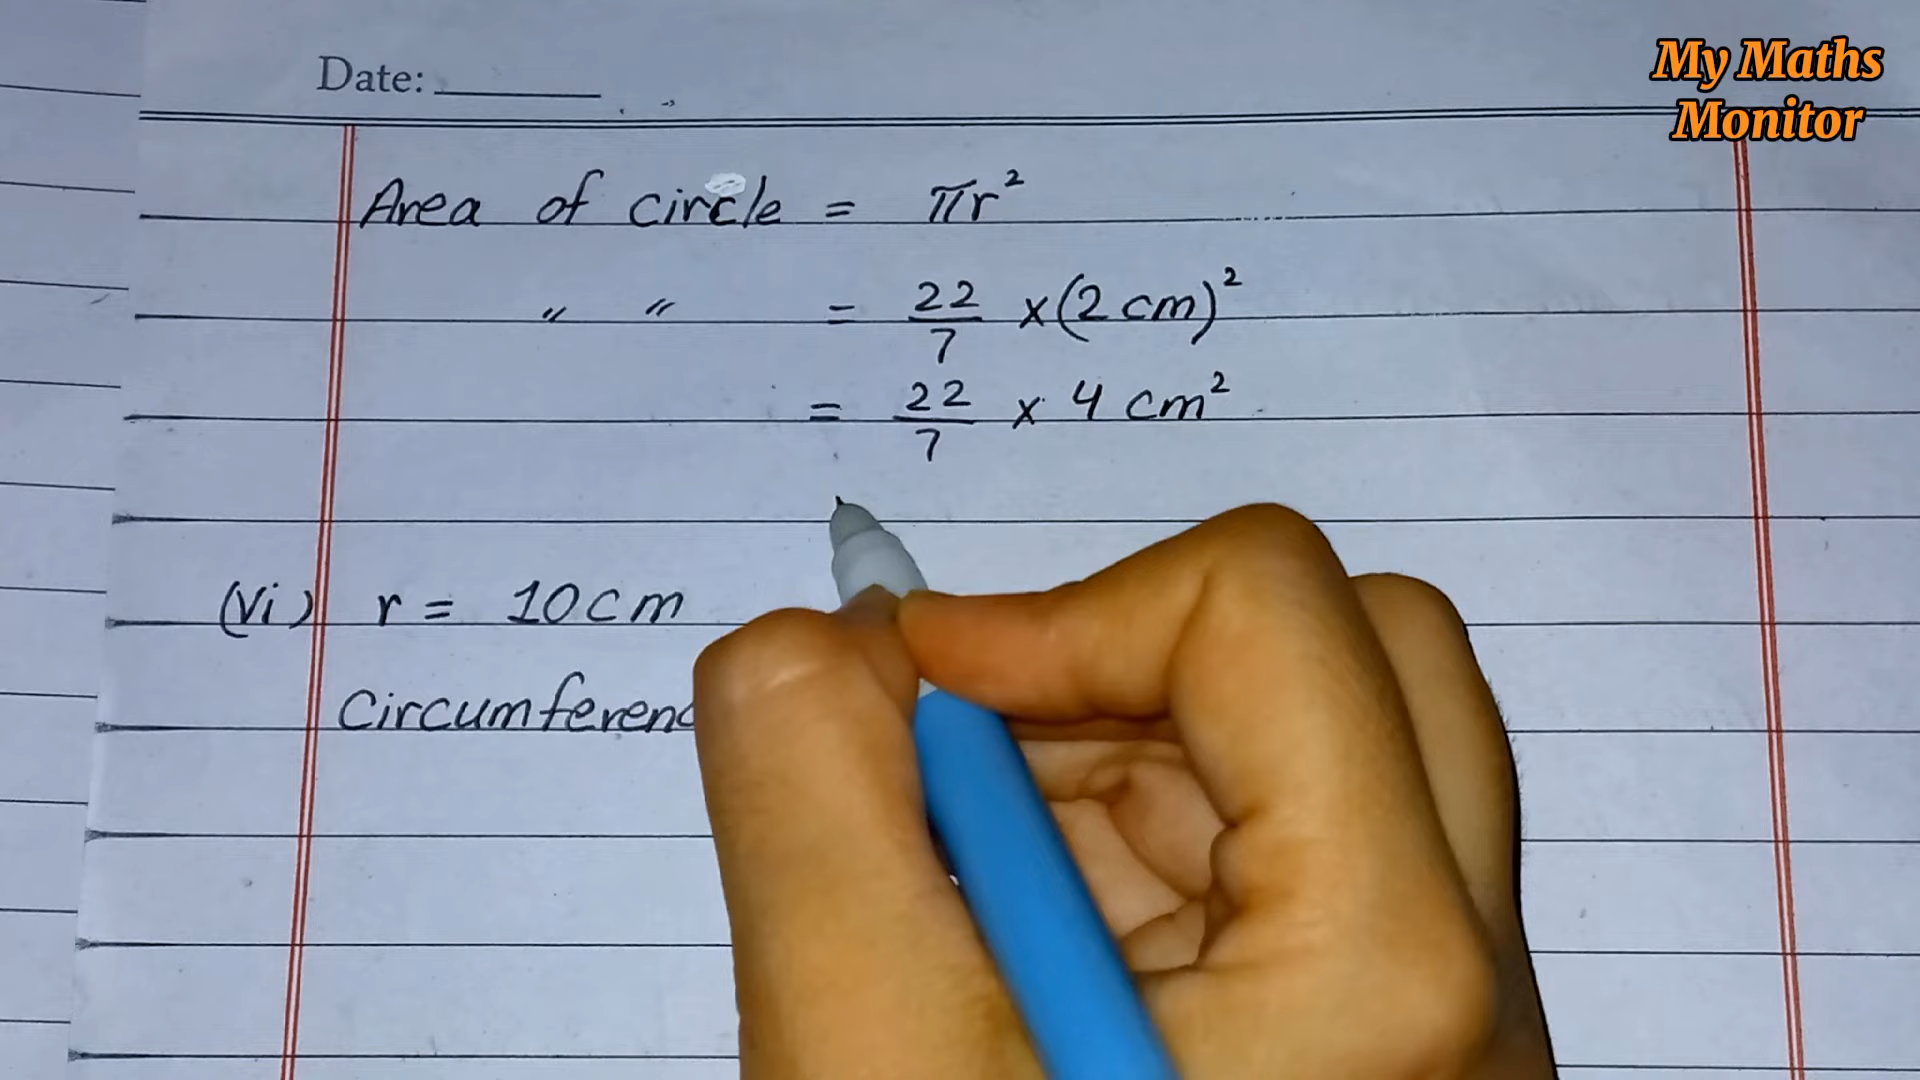 My Maths
Monitor
Date:
Area of circle = πr²
〃 〃 = 22/7 ×(2 cm)²
= 22/7 × 4 cm²
(vi) r = 10cm
Circumferenc